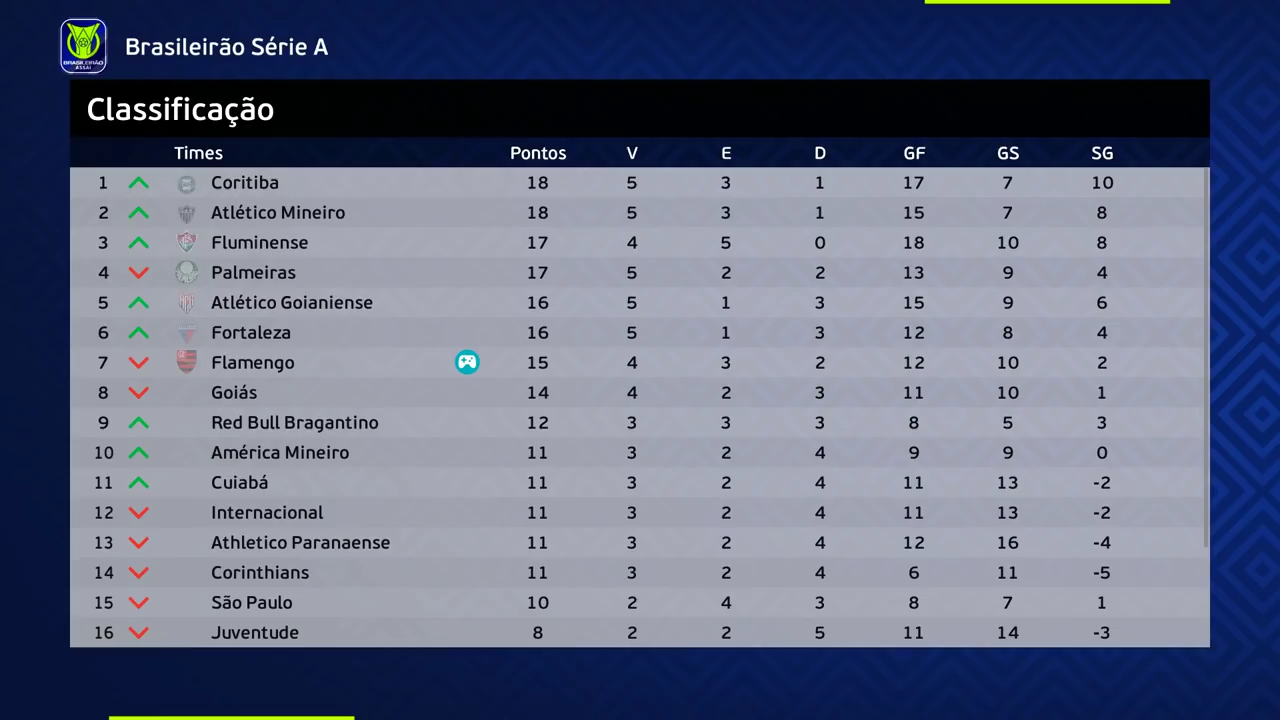 BRASILEIRÃO
ASSAÍ
Brasileirão Série A
Classificação
Times Pontos V E D GF GS SG
1 Coritiba 18 5 3 1 17 7 10
2 Atlético Mineiro 18 5 3 1 15 7 8
3 Fluminense 17 4 5 0 18 10 8
4 Palmeiras 17 5 2 2 13 9 4
5 Atlético Goianiense 16 5 1 3 15 9 6
6 Fortaleza 16 5 1 3 12 8 4
7 Flamengo 15 4 3 2 12 10 2
8 Goiás 14 4 2 3 11 10 1
9 Red Bull Bragantino 12 3 3 3 8 5 3
10 América Mineiro 11 3 2 4 9 9 0
11 Cuiabá 11 3 2 4 11 13 -2
12 Internacional 11 3 2 4 11 13 -2
13 Athletico Paranaense 11 3 2 4 12 16 -4
14 Corinthians 11 3 2 4 6 11 -5
15 São Paulo 10 2 4 3 8 7 1
16 Juventude 8 2 2 5 11 14 -3